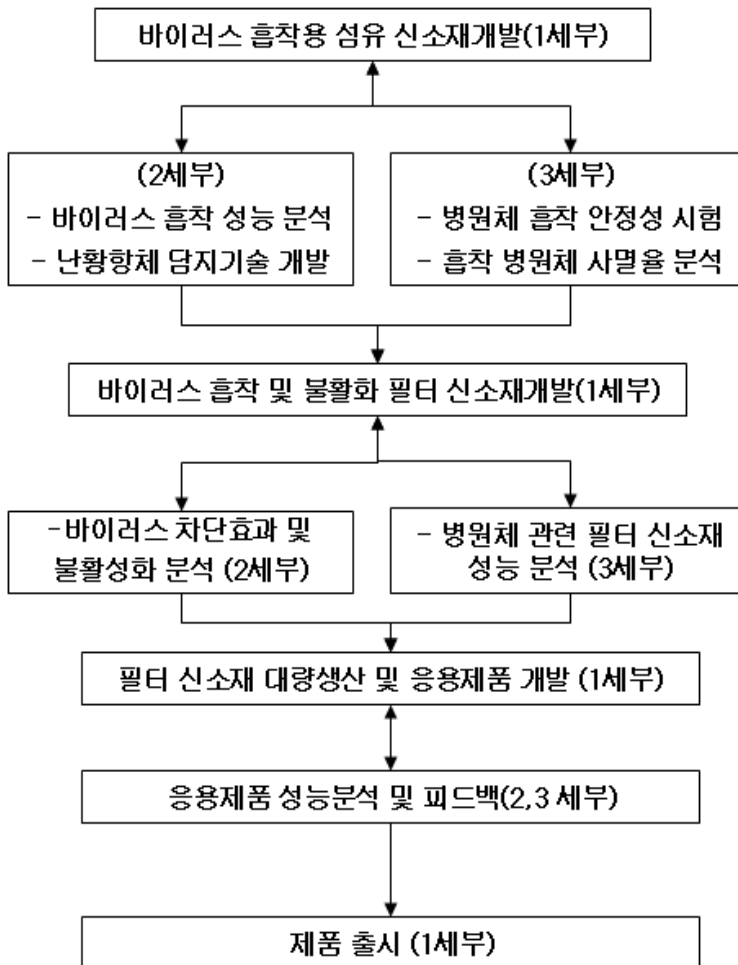 바이러스 흡착용 섬유 신소재개발(1세부)
(2세부)
- 바이러스 흡착 성능 분석
- 난황항체 담지기술 개발
(3세부)
- 병원체 흡착 안정성 시험
- 흡착 병원체 사멸율 분석
바이러스 흡착 및 불활화 필터 신소재개발(1세부)
-바이러스 차단효과 및
불활성화 분석 (2세부)
- 병원체 관련 필터 신소재
성능 분석 (3세부)
필터 신소재 대량생산 및 응용제품 개발 (1세부)
응용제품 성능분석 및 피드백(2,3 세부)
제품 출시 (1세부)